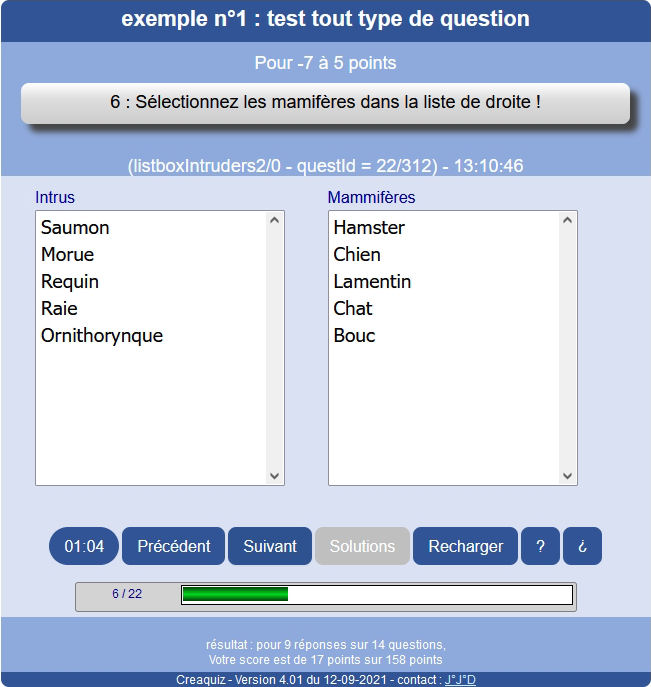 exemple n°1 : test tout type de question
Pour -7 à 5 points
6 : Sélectionnez les mamifères dans la liste de droite !
(listboxIntruders2/0 - questId = 22/312) - 13:10:46
Intrus
Saumon
Morue
Requin
Raie
Ornithorynque
Mammifères
Hamster
Chien
Lamentin
Chat
Bouc
01:04 Précédent Suivant Solutions Recharger ? ¿
6 / 22
résultat : pour 9 réponses sur 14 questions,
Votre score est de 17 points sur 158 points
Creaquiz - Version 4.01 du 12-09-2021 - contact : J°J°D